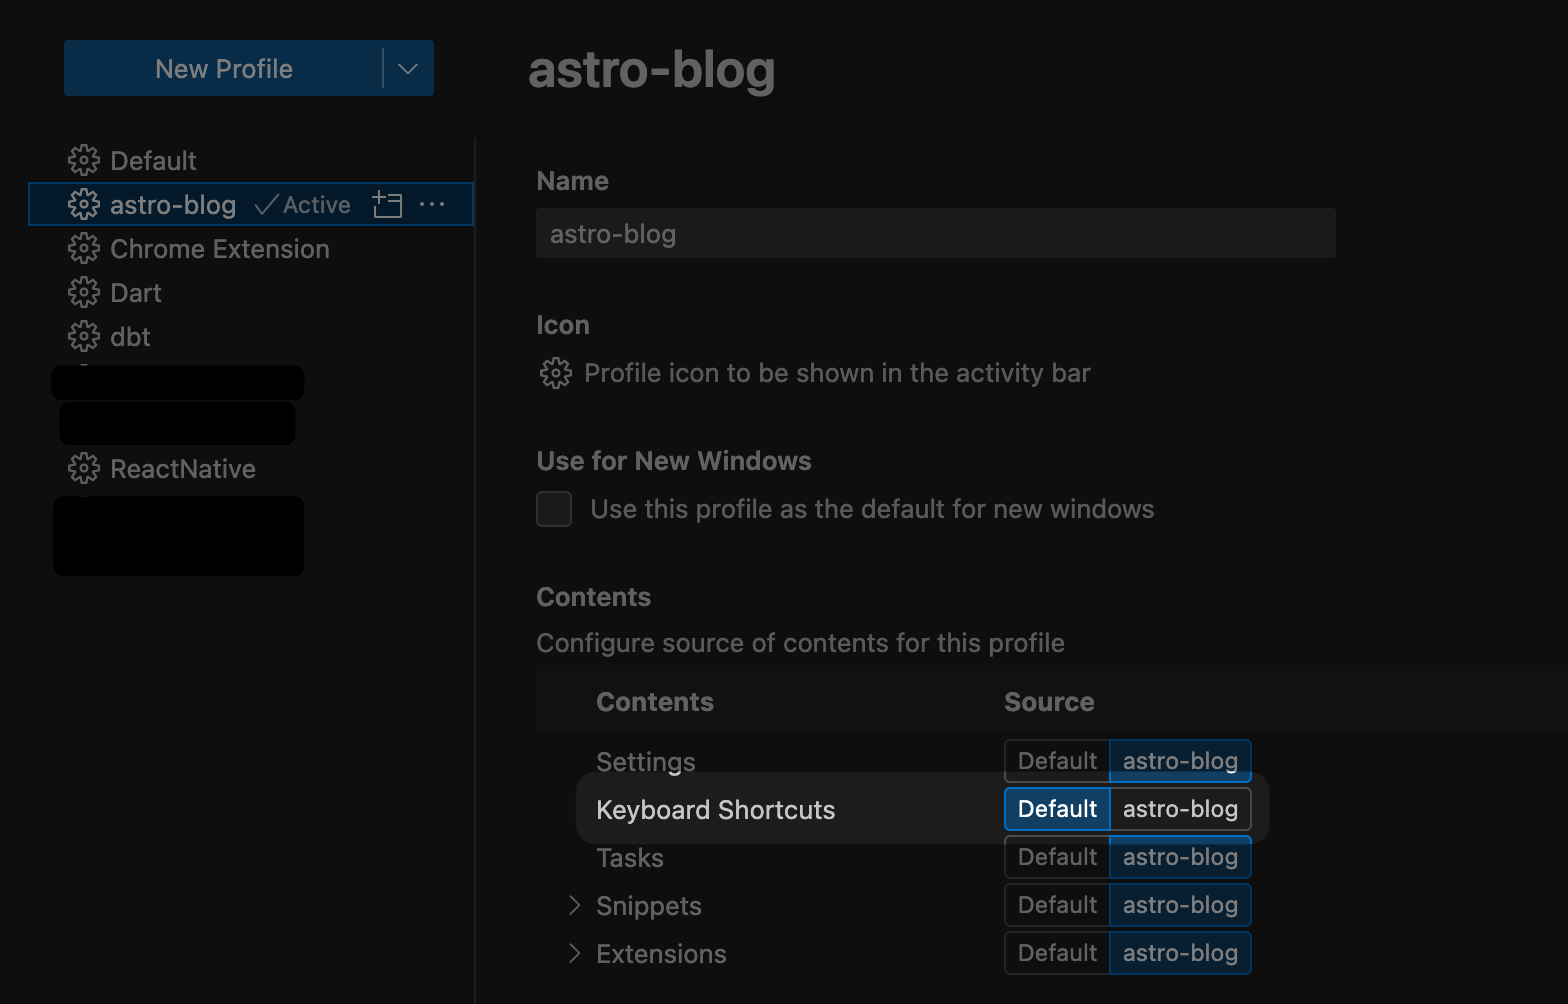 New Profile
Default
astro-blog Active
Chrome Extension
Dart
dbt
ReactNative
astro-blog
Name
astro-blog
Icon
Profile icon to be shown in the activity bar
Use for New Windows
Use this profile as the default for new windows
Contents
Configure source of contents for this profile
Contents Source
Settings Default astro-blog
Keyboard Shortcuts Default astro-blog
Tasks Default astro-blog
Snippets Default astro-blog
Extensions Default astro-blog